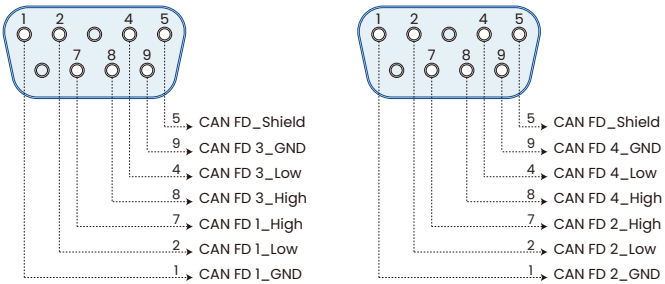 1 2 4 5
7 8 9
5 CAN FD_Shield
9 CAN FD 3_GND
4 CAN FD 3_Low
8 CAN FD 3_High
7 CAN FD 1_High
2 CAN FD 1_Low
1 CAN FD 1_GND
1 2 4 5
7 8 9
5 CAN FD_Shield
9 CAN FD 4_GND
4 CAN FD 4_Low
8 CAN FD 4_High
7 CAN FD 2_High
2 CAN FD 2_Low
1 CAN FD 2_GND